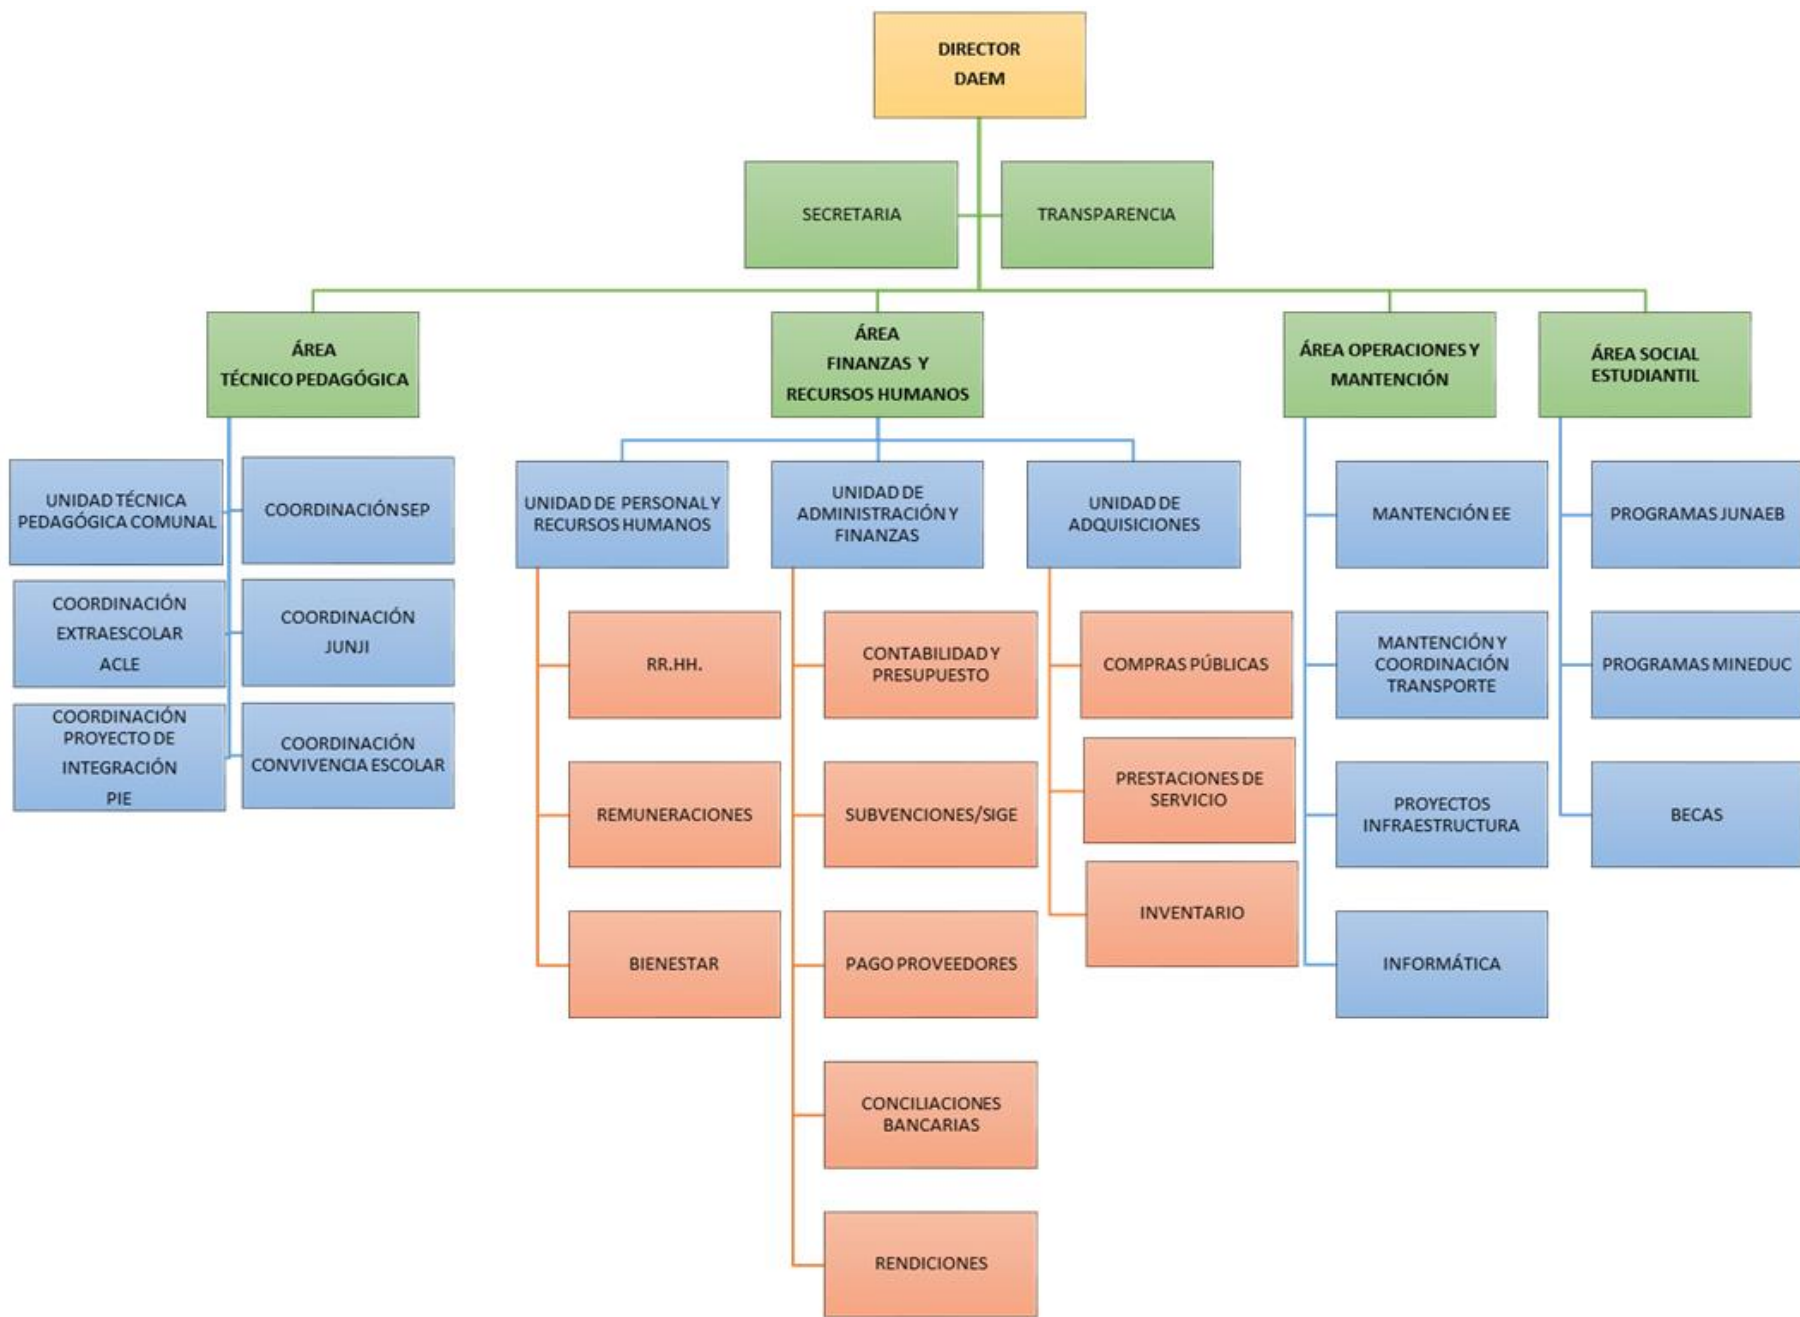 DIRECTOR
DAEM
SECRETARIA
TRANSPARENCIA
ÁREA
TÉCNICO PEDAGÓGICA
ÁREA
FINANZAS Y
RECURSOS HUMANOS
ÁREA OPERACIONES Y
MANTENCIÓN
ÁREA SOCIAL
ESTUDIANTIL
UNIDAD TÉCNICA
PEDAGÓGICA COMUNAL
COORDINACIÓN SEP
COORDINACIÓN
EXTRAESCOLAR
ACLE
COORDINACIÓN
JUNJI
COORDINACIÓN
PROYECTO DE
INTEGRACIÓN
PIE
COORDINACIÓN
CONVIVENCIA ESCOLAR
UNIDAD DE PERSONAL Y
RECURSOS HUMANOS
RR.HH.
REMUNERACIONES
BIENESTAR
UNIDAD DE
ADMINISTRACIÓN Y
FINANZAS
CONTABILIDAD Y
PRESUPUESTO
SUBVENCIONES/SIGE
PAGO PROVEEDORES
CONCILIACIONES
BANCARIAS
RENDICIONES
UNIDAD DE
ADQUISICIONES
COMPRAS PÚBLICAS
PRESTACIONES DE
SERVICIO
INVENTARIO
MANTENCIÓN EE
MANTENCIÓN Y
COORDINACIÓN
TRANSPORTE
PROYECTOS
INFRAESTRUCTURA
INFORMÁTICA
PROGRAMAS JUNAEB
PROGRAMAS MINEDUC
BECAS